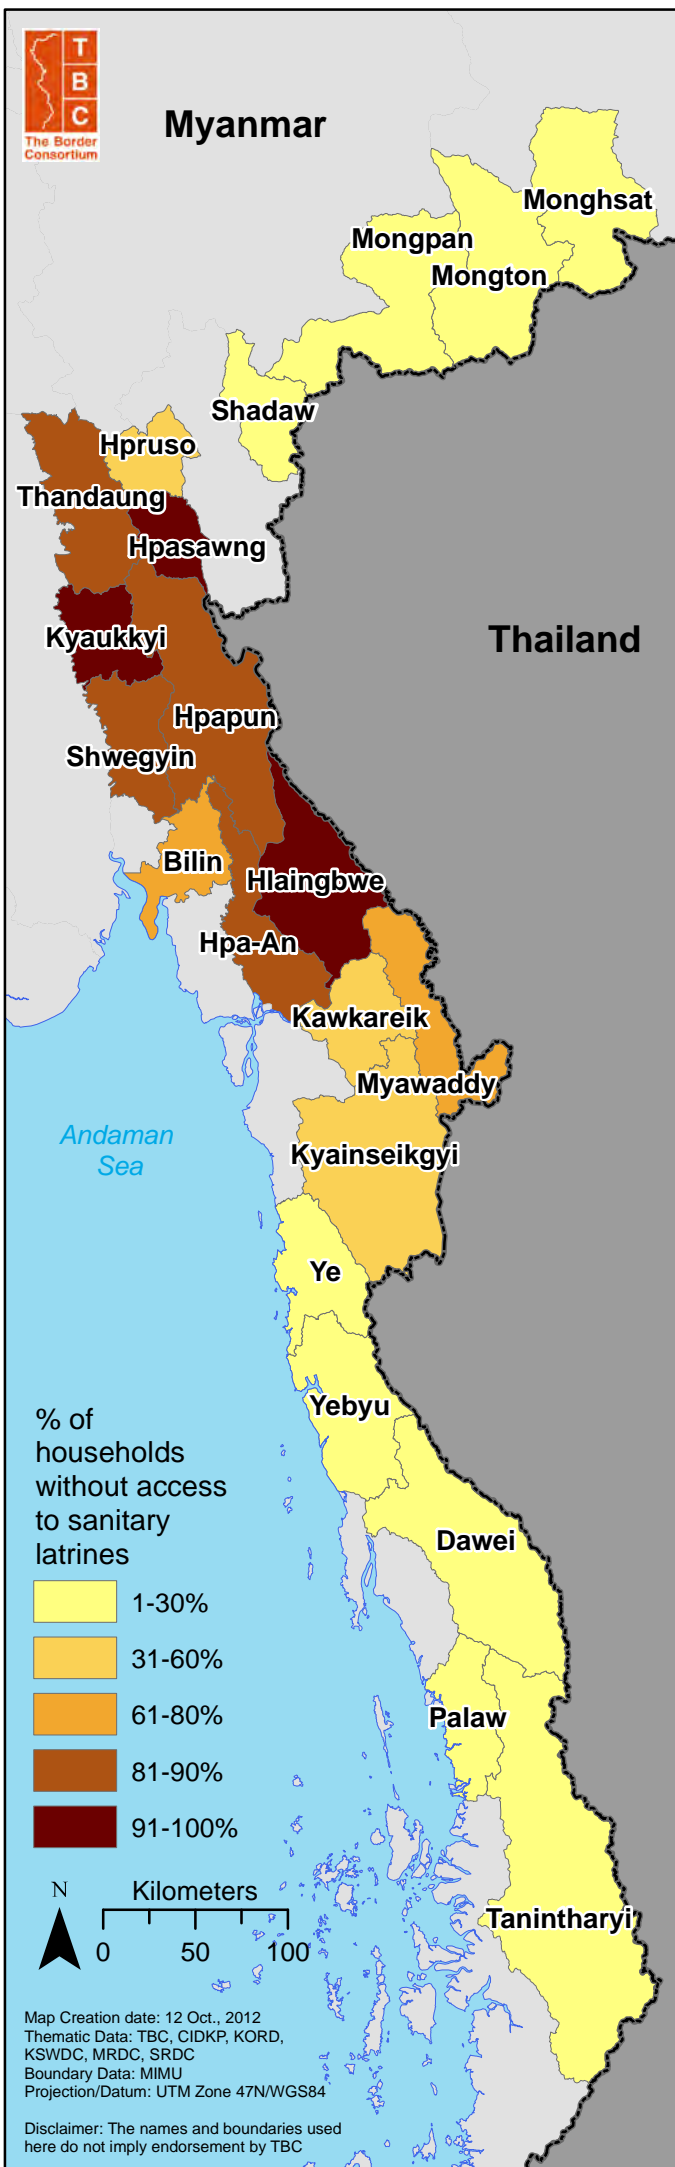 T
B
C
The Border
Consortium
Myanmar
Monghsat
Mongpan
Mongton
Shadaw
Hpruso
Thandaung
Hpasawng
Kyaukkyi
Thailand
Hpapun
Shwegyin
Bilin
Hlaingbwe
Hpa-An
Kawkareik
Myawaddy
Andaman
Sea
Kyainseikgyi
Ye
Yebyu
Dawei
Palaw
Tanintharyi
% of
households
without access
to sanitary
latrines
1-30%
31-60%
61-80%
81-90%
91-100%
N
Kilometers
0 50 100
Map Creation date: 12 Oct., 2012
Thematic Data: TBC, CIDKP, KORD,
KSWDC, MRDC, SRDC
Boundary Data: MIMU
Projection/Datum: UTM Zone 47N/WGS84
Disclaimer: The names and boundaries used
here do not imply endorsement by TBC